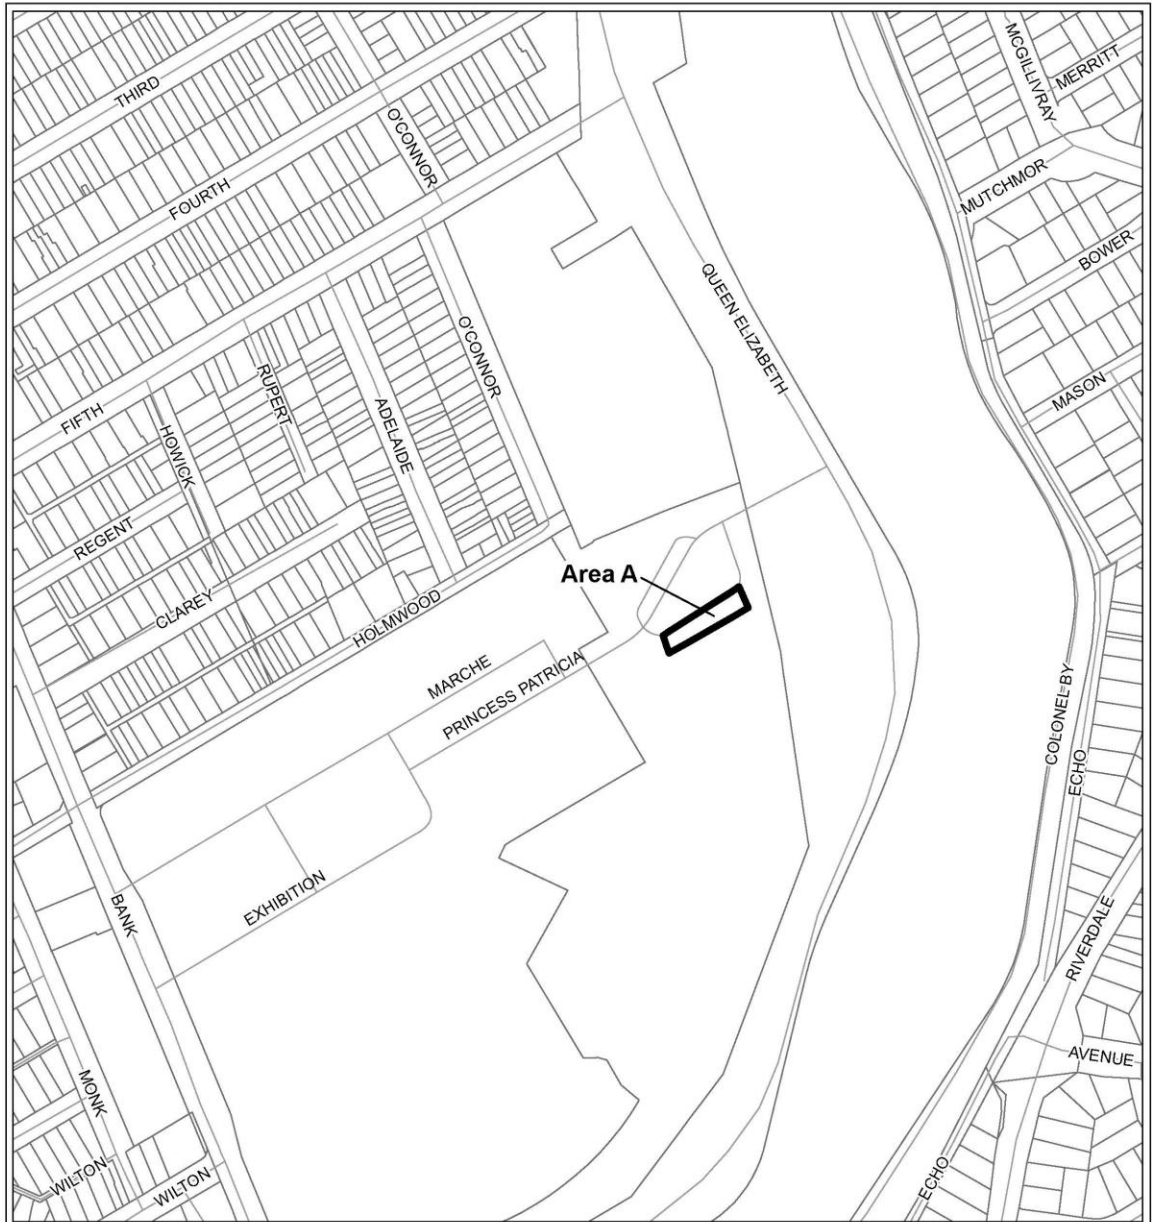 THIRD
FOURTH
O'CONNOR
MCGILLIVRAY
MERRITT
MUTCHMOR
BOWER
QUEEN ELIZABETH
O'CONNOR
MASON
FIFTH
RUPERT
HOWICK
ADELAIDE
REGENT
CLAREY
HOLMWOOD
Area A
MARCHE
PRINCESS PATRICIA
COLONEL BY
ECHO
EXHIBITION
BANK
RIVERDALE
AVENUE
MONK
WILTON
WILTON
ECHO